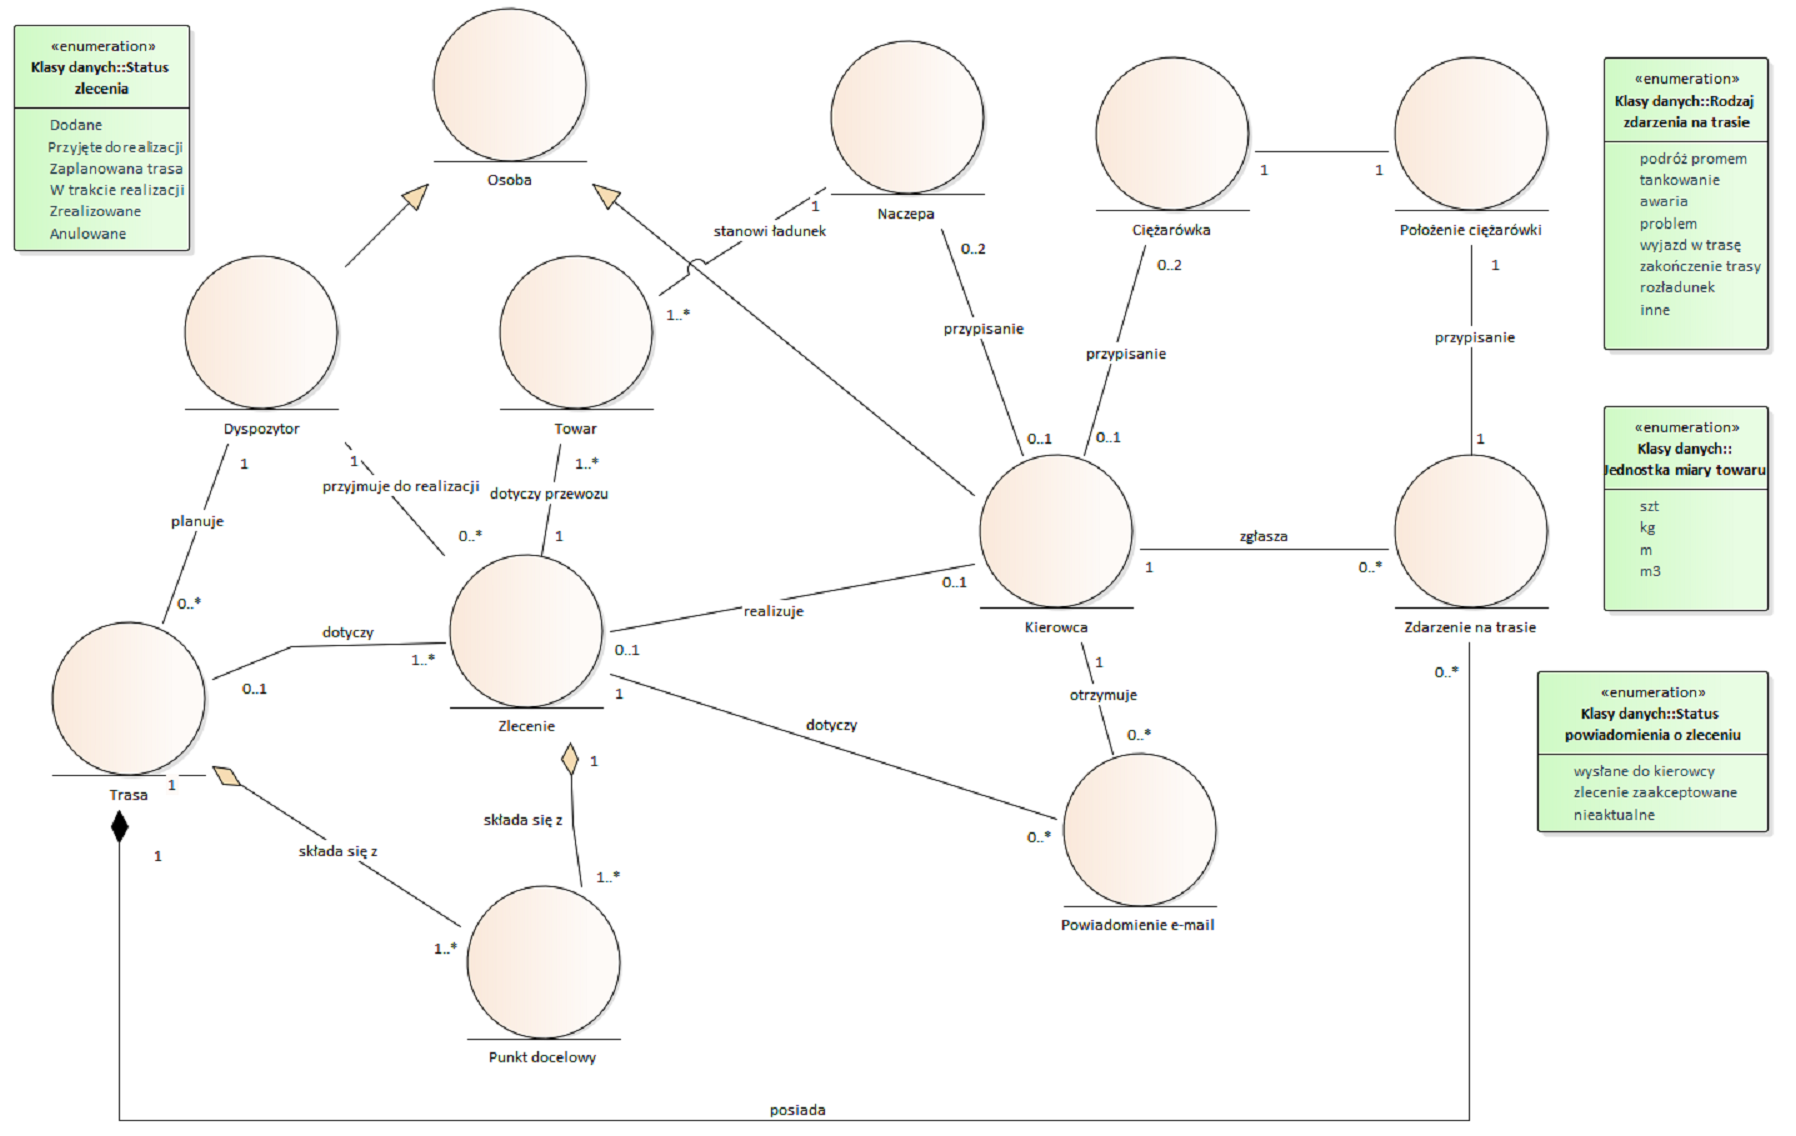 «enumeration»
Klasy danych::Status
zlecenia
Dodane
Przyjęte do realizacji
Zaplanowana trasa
W trakcie realizacji
Zrealizowane
Anulowane
Osoba
Naczepa
Ciężarówka
Położenie ciężarówki
1
1
«enumeration»
Klasy danych::Rodzaj
zdarzenia na trasie
podróż promem
tankowanie
awaria
problem
wyjazd w trasę
zakończenie trasy
rozładunek
inne
1
stanowi ładunek
1..*
0..2
przypisanie
0..1
0..2
przypisanie
0..1
1
przypisanie
1
Dyspozytor
Towar
1
planuje
0..*
1
przyjmuje do realizacji
0..*
1..*
dotyczy przewozu
1
«enumeration»
Klasy danych::
Jednostka miary towaru
szt
kg
m
m3
zgłasza
1
0..*
0..1
realizuje
0..1
Kierowca
Zdarzenie na trasie
dotyczy
0..1
1..*
Zlecenie
1
dotyczy
0..*
1
otrzymuje
0..*
0..*
«enumeration»
Klasy danych::Status
powiadomienia o zleceniu
wysłane do kierowcy
zlecenie zaakceptowane
nieaktualne
Trasa
1
składa się z
1..*
1
składa się z
1..*
1
Powiadomienie e-mail
Punkt docelowy
posiada